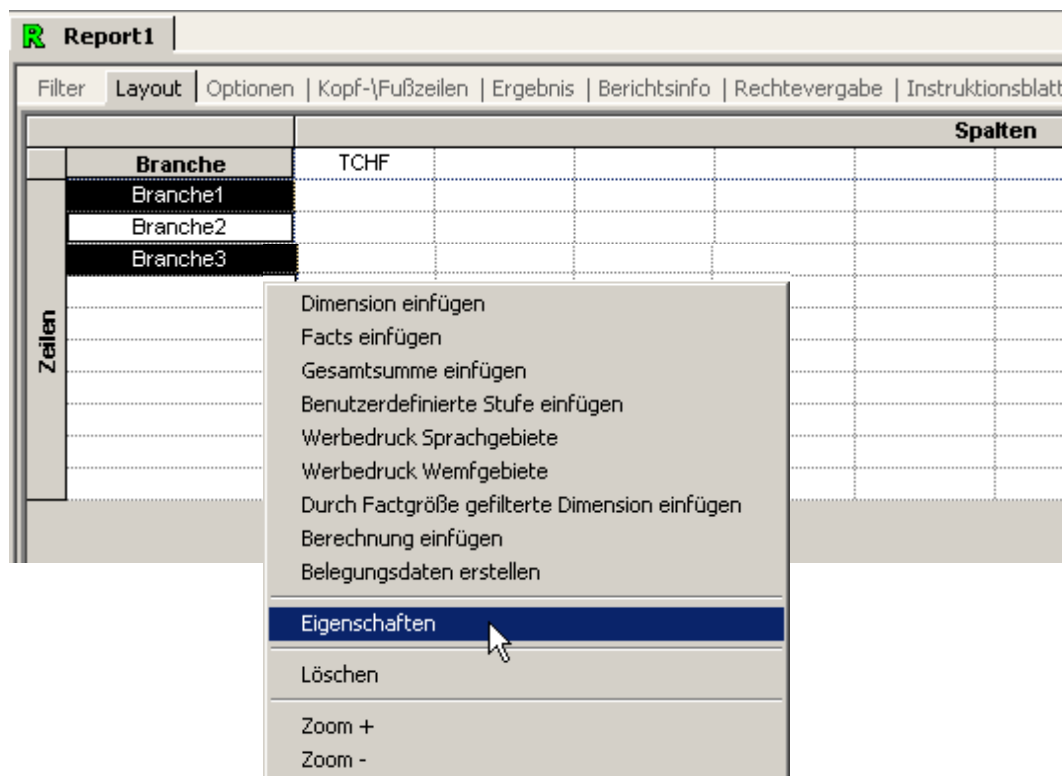 R Report1
Filter Layout | Optionen | Kopf-\Fußzeilen | Ergebnis | Berichtsinfo | Rechtevergabe | Instruktionsblatt
Spalten
Branche TCHF
Branche1
Branche2
Branche3
Zeilen
Dimension einfügen
Facts einfügen
Gesamtsumme einfügen
Benutzerdefinierte Stufe einfügen
Werbedruck Sprachgebiete
Werbedruck Wemfgebiete
Durch Factgröße gefilterte Dimension einfügen
Berechnung einfügen
Belegungsdaten erstellen
Eigenschaften
Löschen
Zoom +
Zoom -